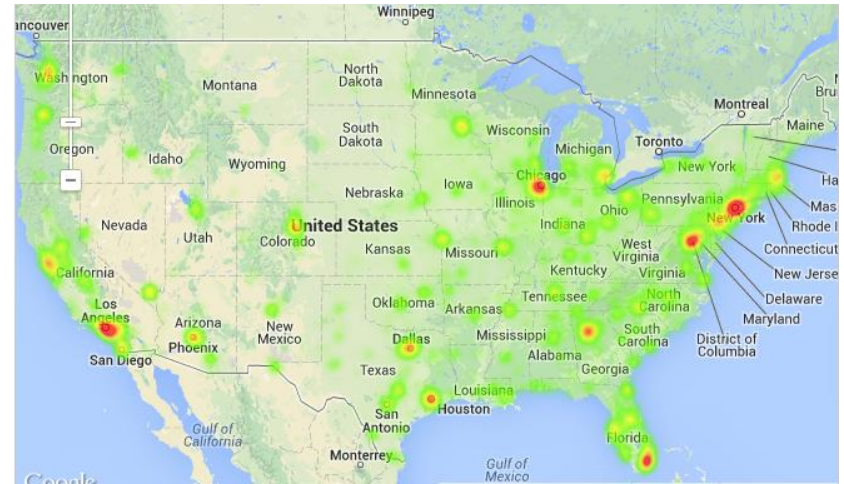 Winnipeg
ancouver
Washington
North
Dakota
Montana
Minnesota
Montreal
Bru
Maine
Oregon
Idaho
South
Dakota
Wisconsin
Michigan
Toronto
Wyoming
New York
Iowa
Chicago
Nebraska
Illinois
Ohio
Pennsylvania
Ha
Mas
New York
Rhode I
Nevada
Utah
United States
Colorado
Indiana
Connecticut
Kansas
Missouri
West
Virginia
California
Kentucky
Virginia
New Jerse
Delaware
Maryland
Los
Angeles
Oklahoma
Tennessee
North
Carolina
Arkansas
Arizona
New
Mexico
Phoenix
Dallas
Mississippi
South
Carolina
District of
Columbia
San Diego
Alabama
Texas
Georgia
Louisiana
San
Antonio
Houston
Gulf of
California
Florida
Monterrey
Gulf of
Mexico
Google